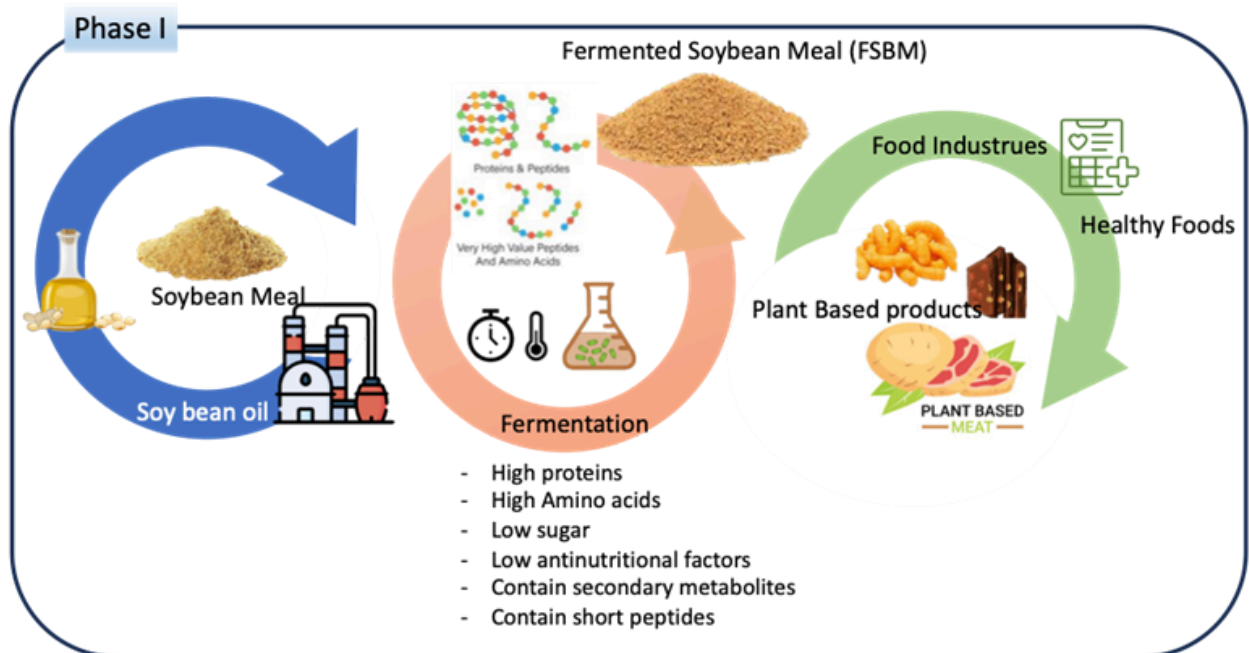 Phase I
Fermented Soybean Meal (FSBM)
Proteins & Peptides
Very High Value Peptides
And Amino Acids
Soybean Meal
Soy bean oil
Fermentation
- High proteins
- High Amino acids
- Low sugar
- Low antinutritional factors
- Contain secondary metabolites
- Contain short peptides
Food Industrues
Healthy Foods
Plant Based products
PLANT BASED
MEAT